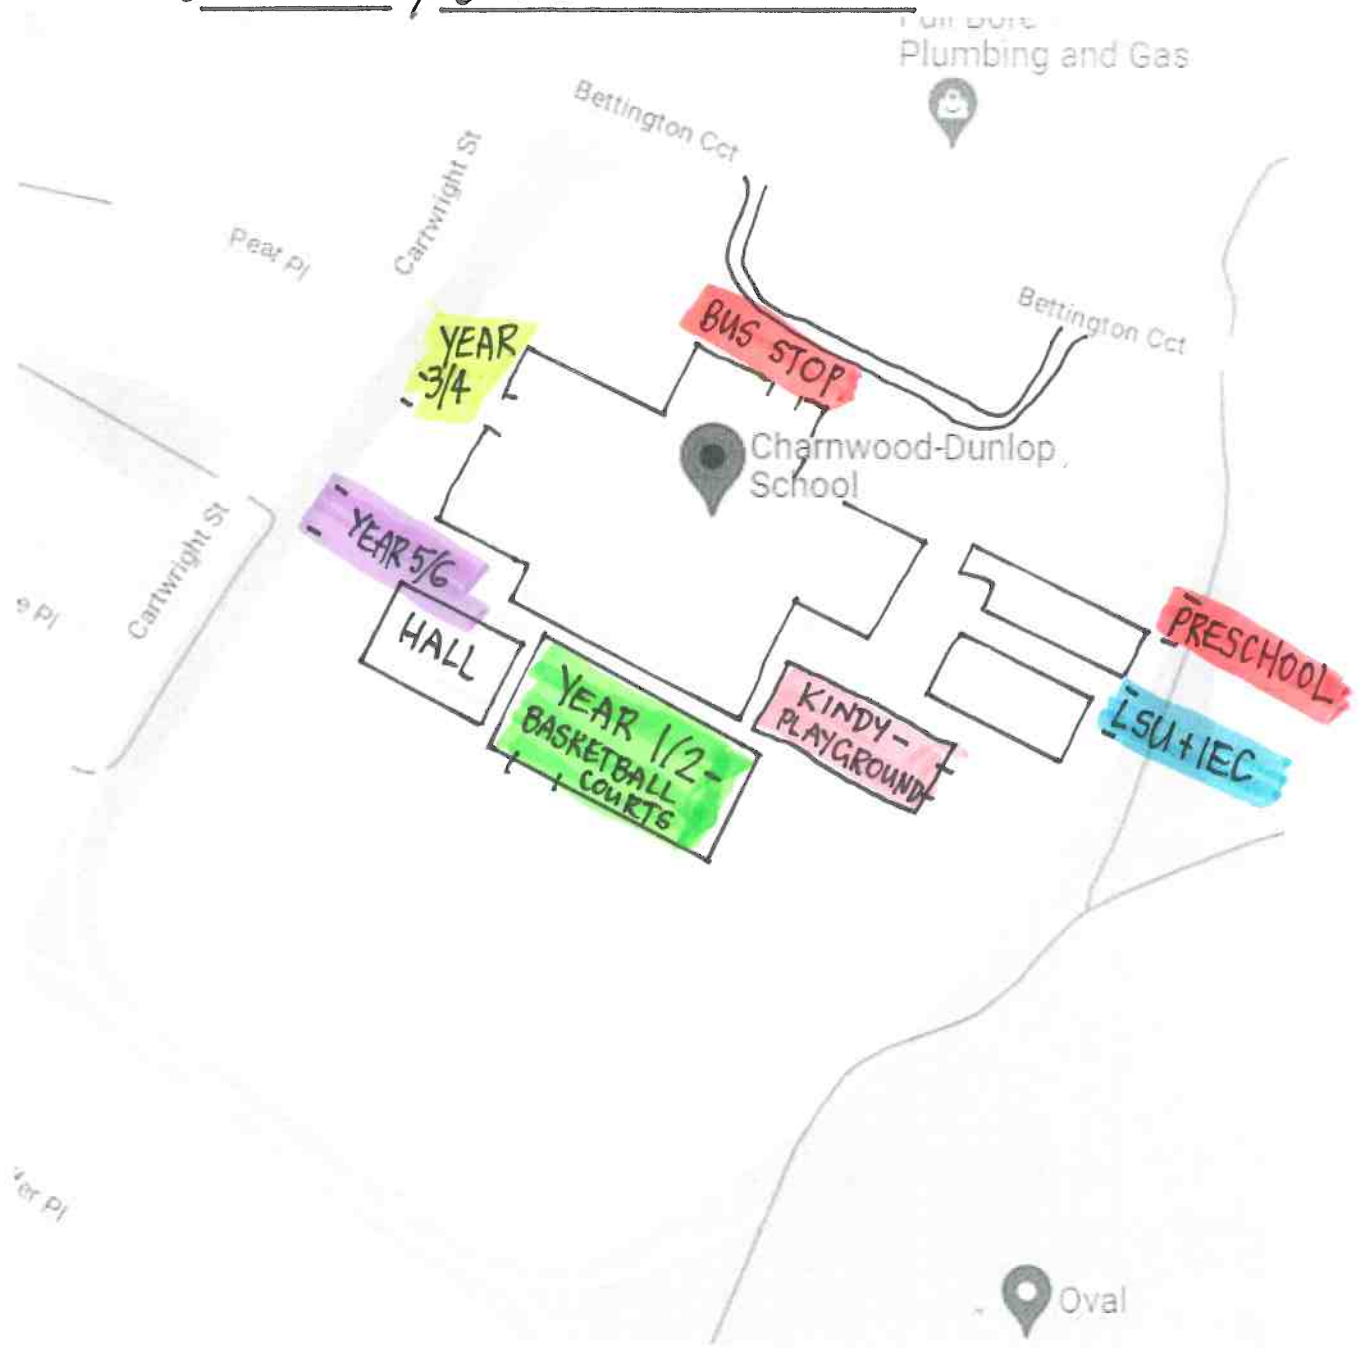 Plumbing and Gas
Bettington Cct
Cartwright St
Peat Pl
Bettington Cct
BUS STOP
YEAR
3/4
Charnwood-Dunlop
School
YEAR 5/6
Cartwright St
HALL
PRESCHOOL
YEAR 1/2-
BASKETBALL
COURTS
KINDY-
PLAYGROUND
LSU + IEC
Oval